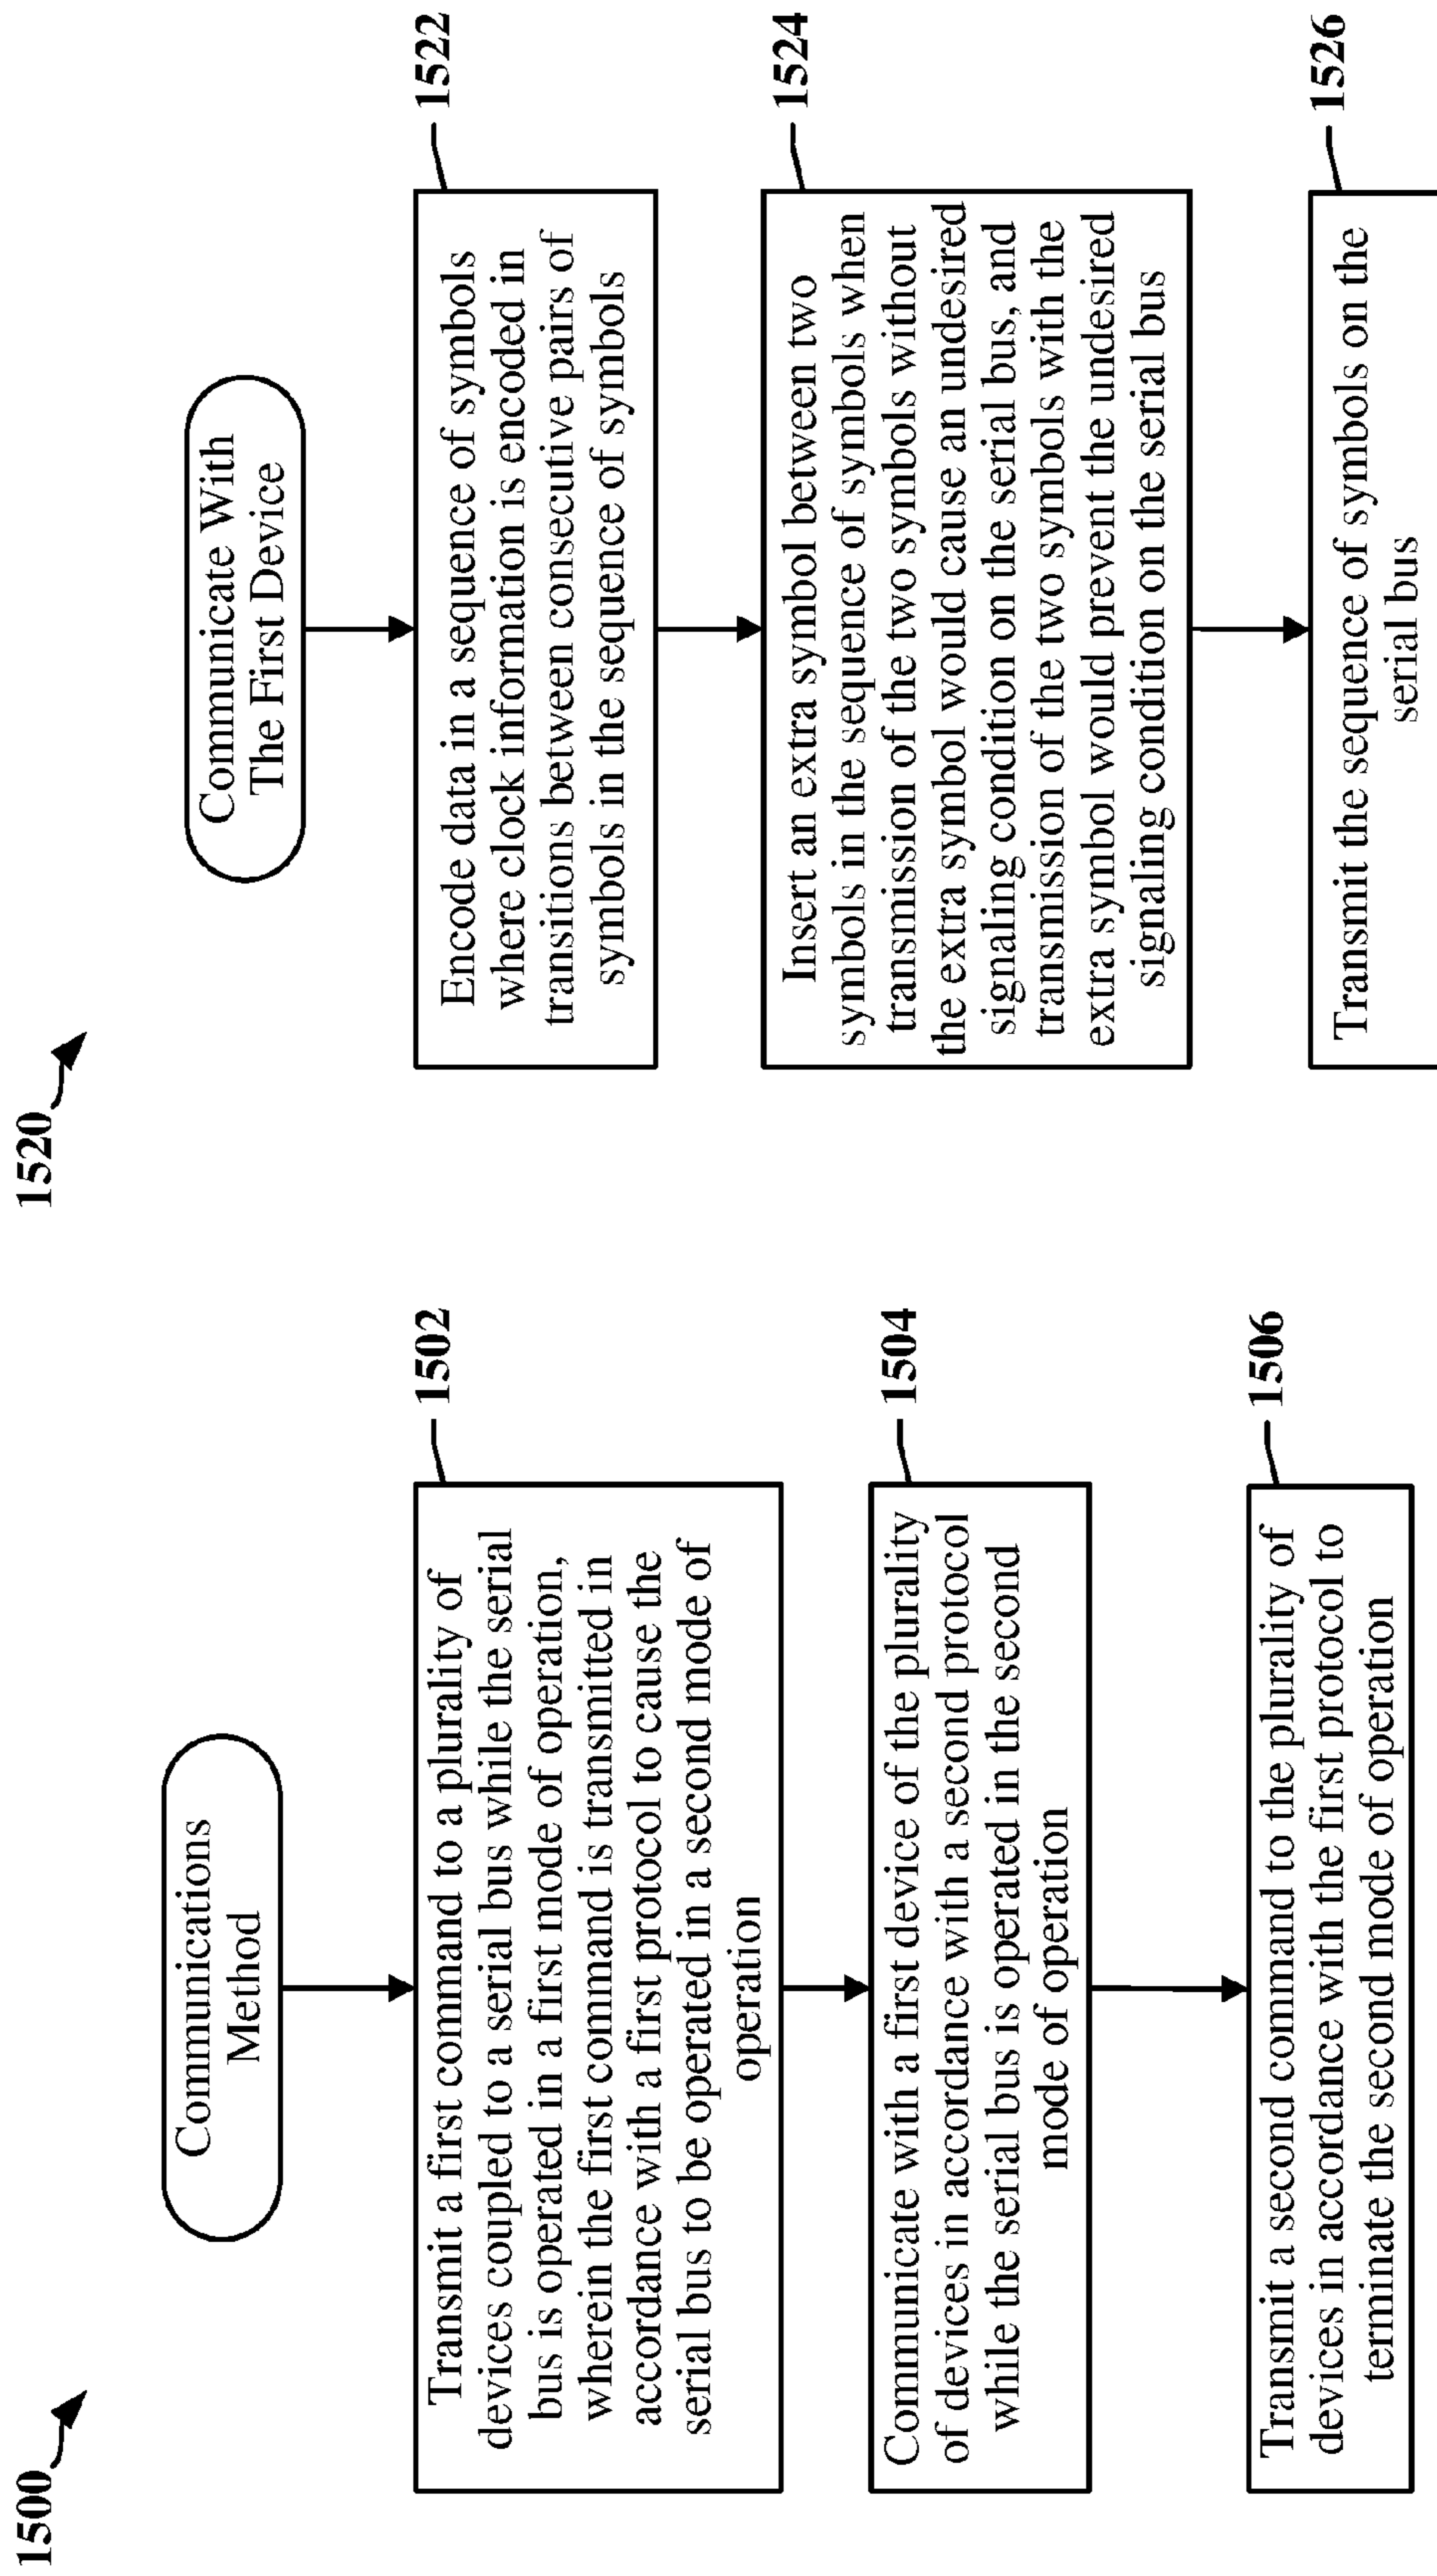 1500
Communications
Method
1502
Transmit a first command to a plurality of
devices coupled to a serial bus while the serial
bus is operated in a first mode of operation,
wherein the first command is transmitted in
accordance with a first protocol to cause the
serial bus to be operated in a second mode of
operation
1504
Communicate with a first device of the plurality
of devices in accordance with a second protocol
while the serial bus is operated in the second
mode of operation
1506
Transmit a second command to the plurality of
devices in accordance with the first protocol to
terminate the second mode of operation
1520
Communicate With
The First Device
1522
Encode data in a sequence of symbols
where clock information is encoded in
transitions between consecutive pairs of
symbols in the sequence of symbols
1524
Insert an extra symbol between two
symbols in the sequence of symbols when
transmission of the two symbols without
the extra symbol would cause an undesired
signaling condition on the serial bus, and
transmission of the two symbols with the
extra symbol would prevent the undesired
signaling condition on the serial bus
1526
Transmit the sequence of symbols on the
serial bus